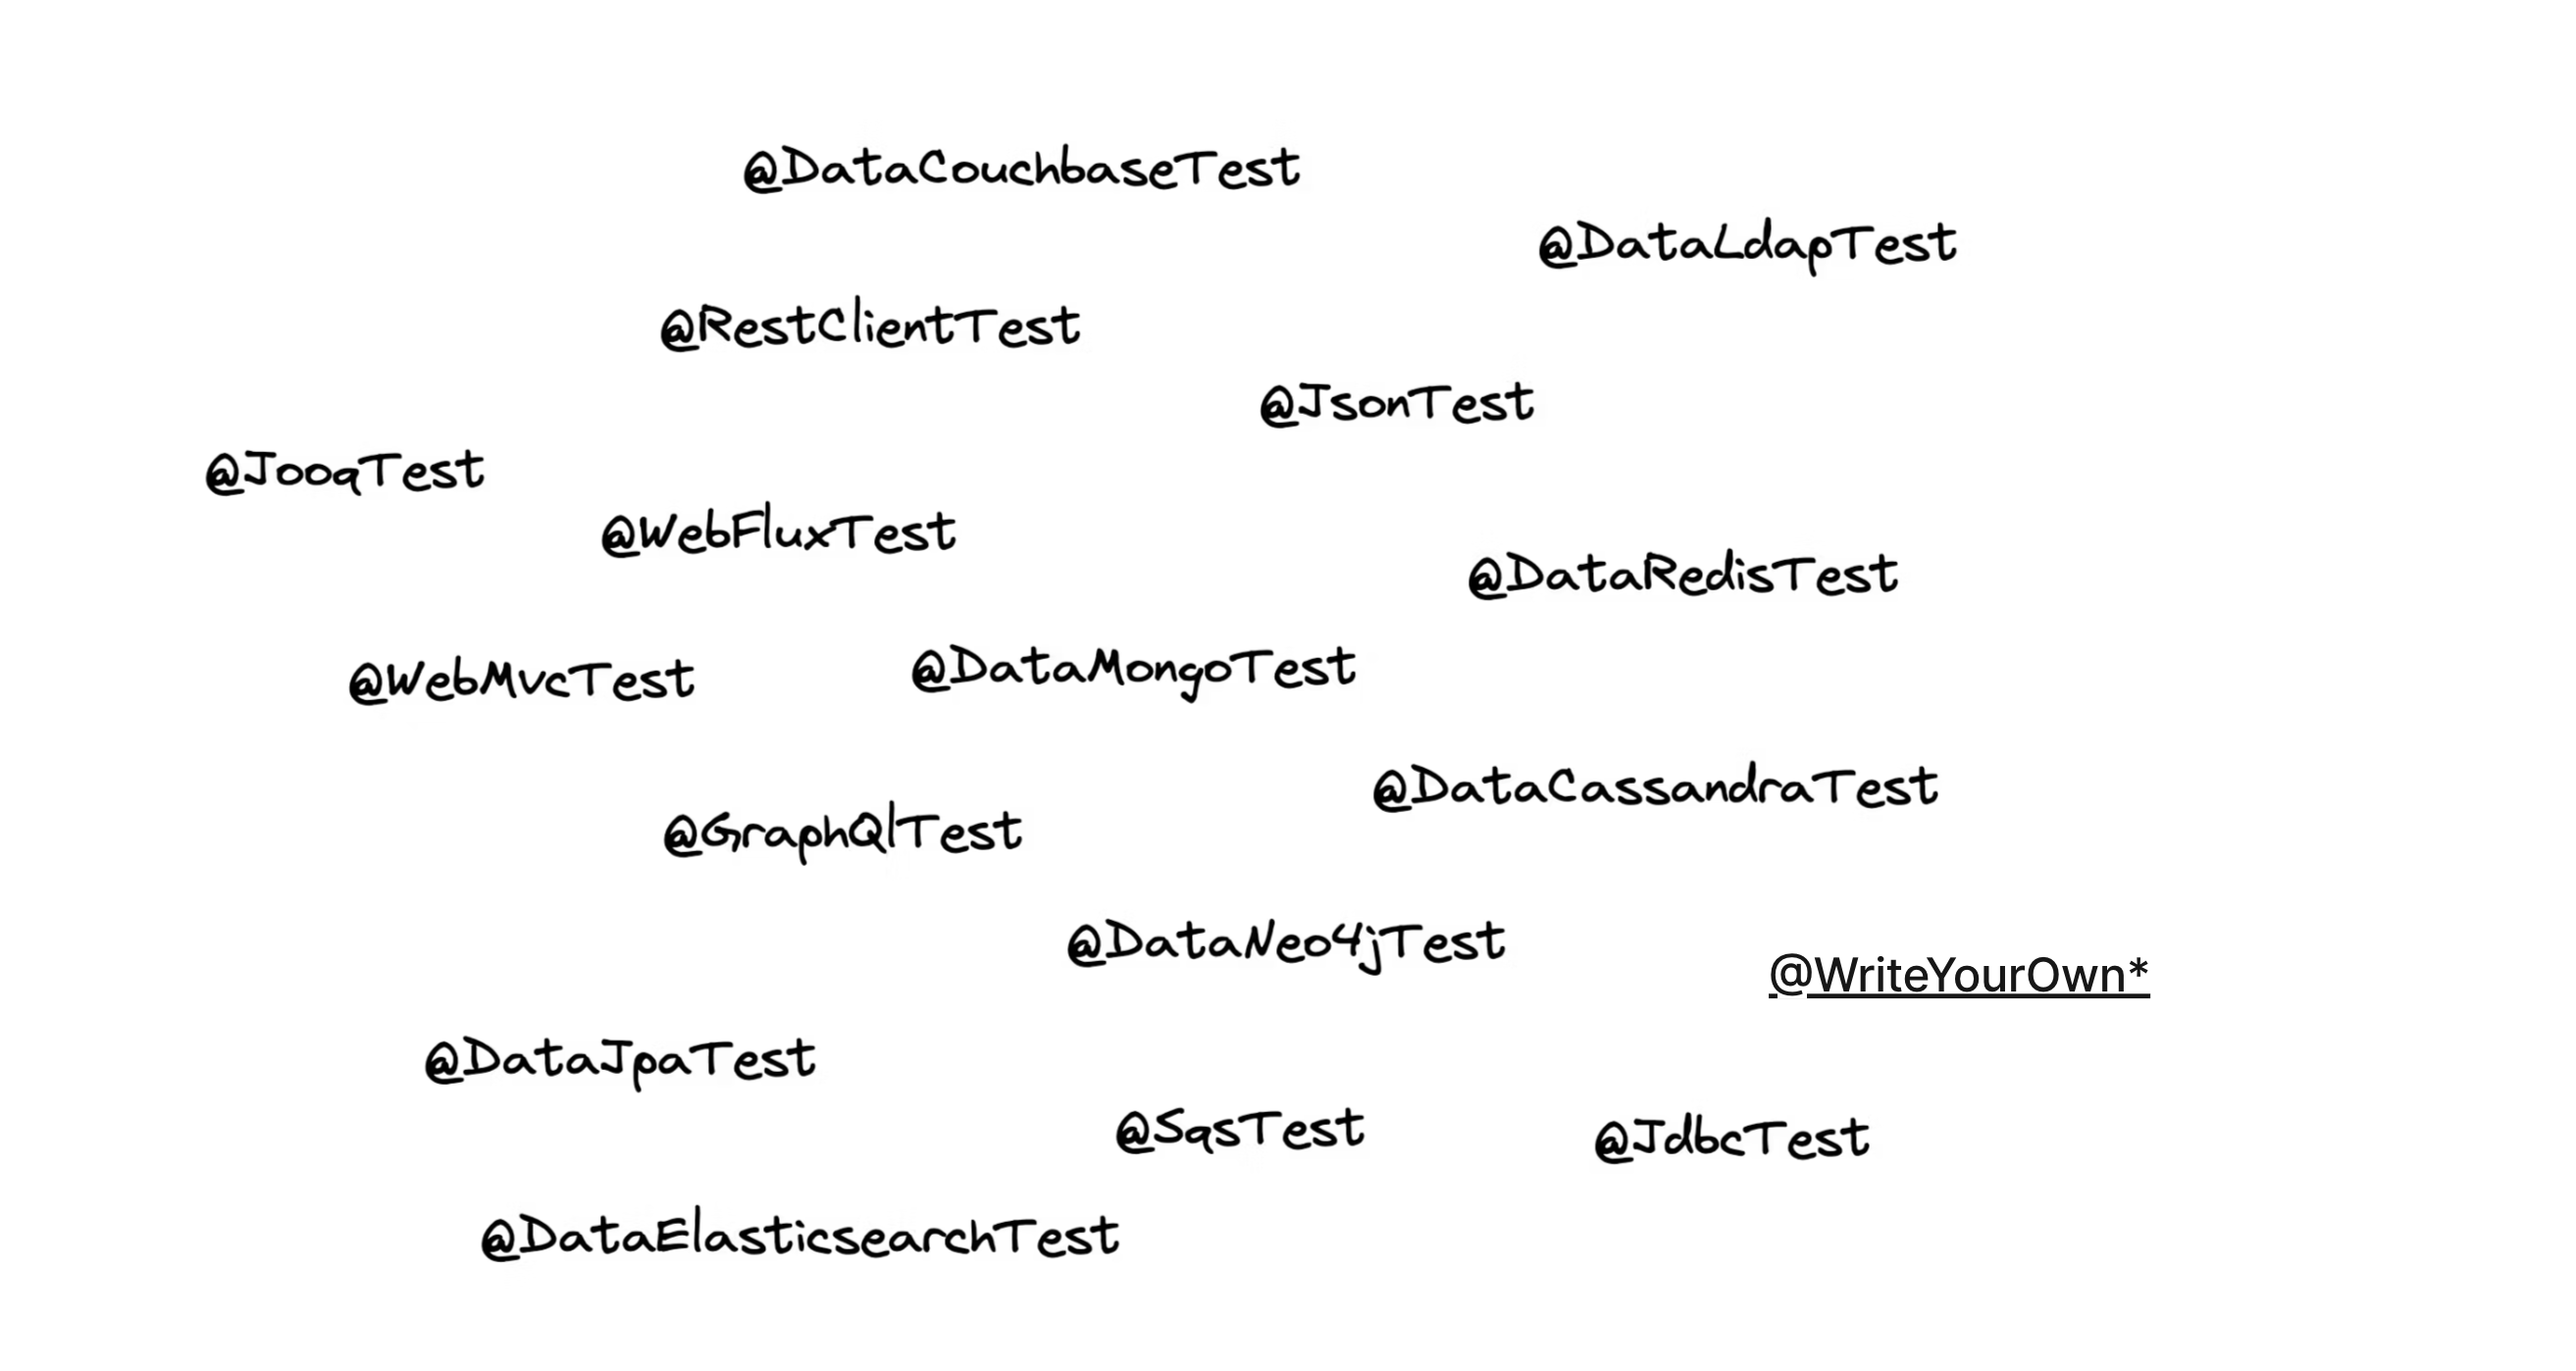 @DataCouchbaseTest
@DataLdapTest
@RestClientTest
@JsonTest
@JooqTest
@WebFluxTest
@DataRedisTest
@WebMvcTest
@DataMongoTest
@DataCassandraTest
@GraphQlTest
@DataNeo4jTest
@WriteYourOwn*
@DataJpaTest
@SqsTest
@JdbcTest
@DataElasticsearchTest